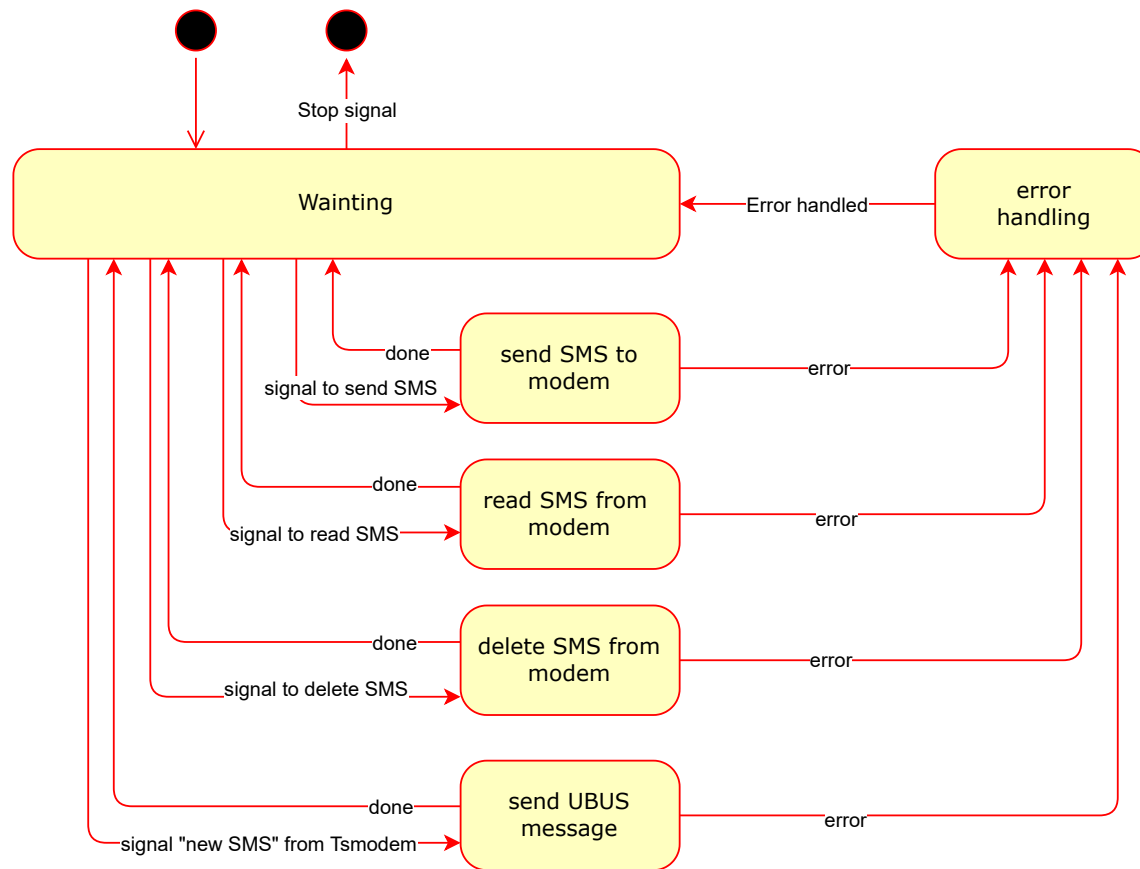 Stop signal
Wainting
Error handled
error
handling
done
send SMS to
modem
error
signal to send SMS
done
read SMS from
modem
error
signal to read SMS
done
delete SMS from
modem
error
signal to delete SMS
done
send UBUS
message
error
signal "new SMS" from Tsmodem